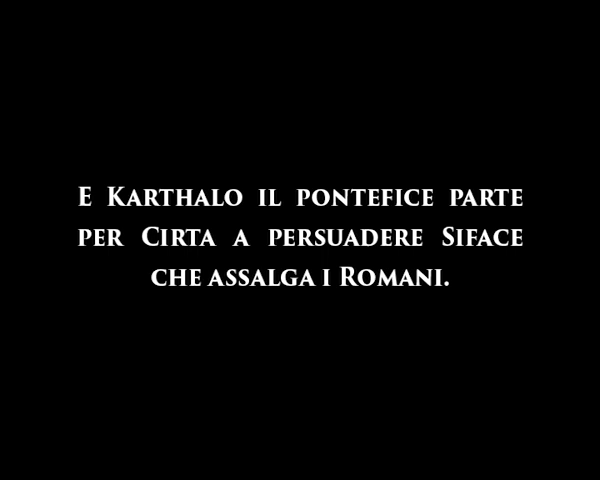 E Karthalo il pontefice parte
per Cirta a persuadere Siface
che assalga i Romani.